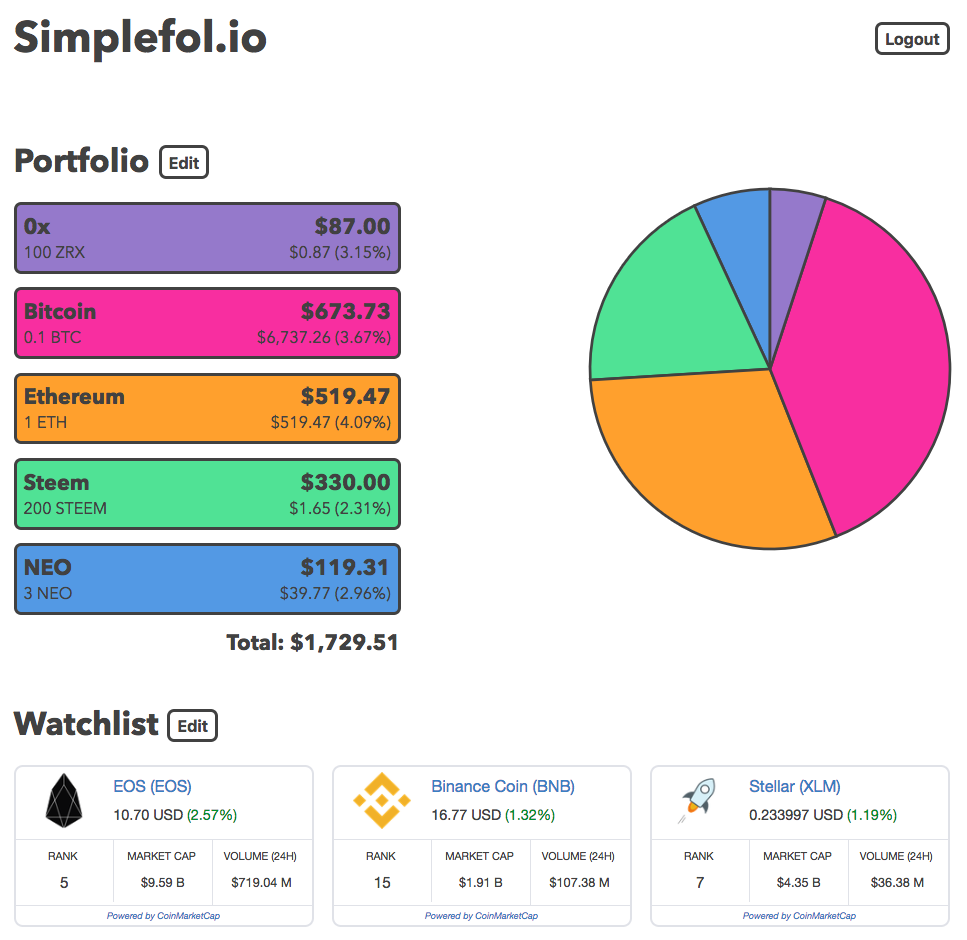 Simplefol.io
Logout
Portfolio Edit
0x $87.00
100 ZRX $0.87 (3.15%)
Bitcoin $673.73
0.1 BTC $6,737.26 (3.67%)
Ethereum $519.47
1 ETH $519.47 (4.09%)
Steem $330.00
200 STEEM $1.65 (2.31%)
NEO $119.31
3 NEO $39.77 (2.96%)
Total: $1,729.51
Watchlist Edit
EOS (EOS)
10.70 USD (2.57%)
RANK MARKET CAP VOLUME (24H)
5 $9.59 B $719.04 M
Powered by CoinMarketCap
Binance Coin (BNB)
16.77 USD (1.32%)
RANK MARKET CAP VOLUME (24H)
15 $1.91 B $107.38 M
Powered by CoinMarketCap
Stellar (XLM)
0.233997 USD (1.19%)
RANK MARKET CAP VOLUME (24H)
7 $4.35 B $36.38 M
Powered by CoinMarketCap